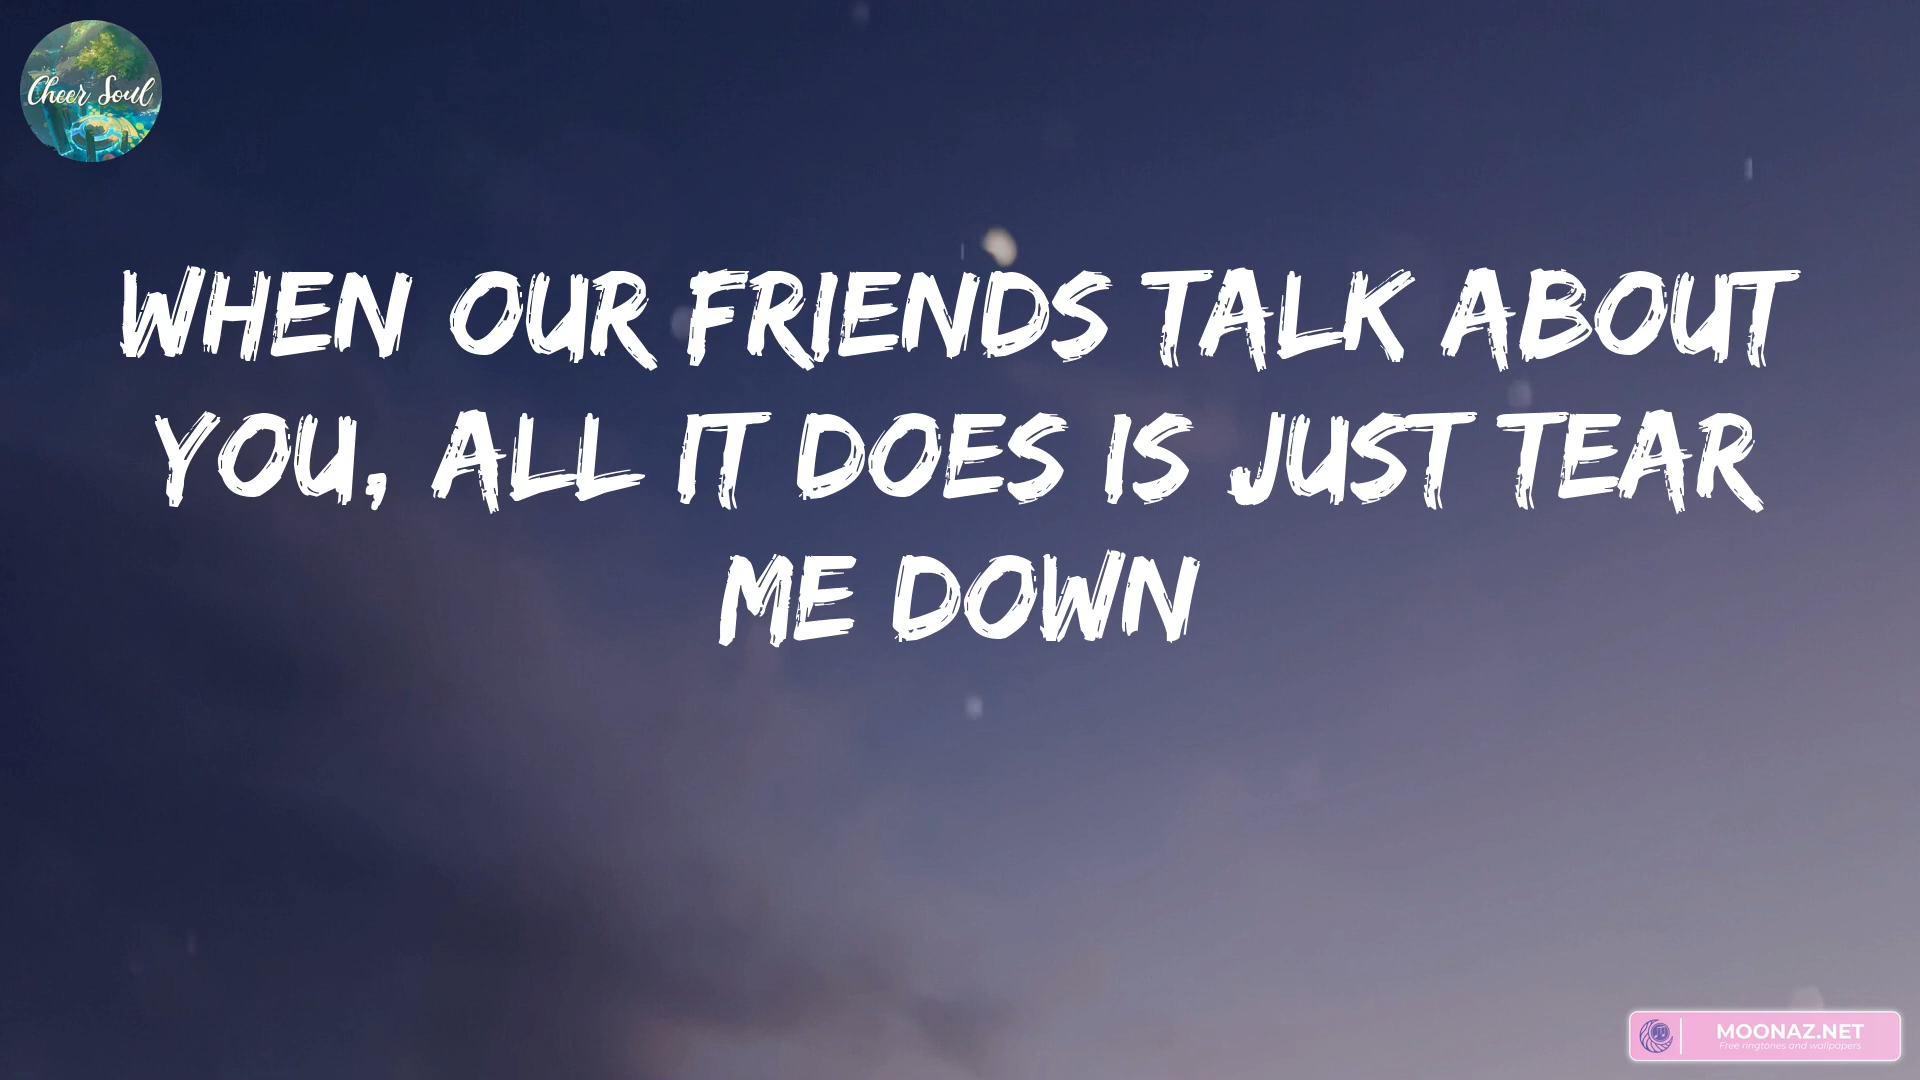 Cheer Soul
WHEN OUR FRIENDS TALK ABOUT
YOU, ALL IT DOES IS JUST TEAR
ME DOWN
MOONAZ.NET
Free ringtones and wallpapers